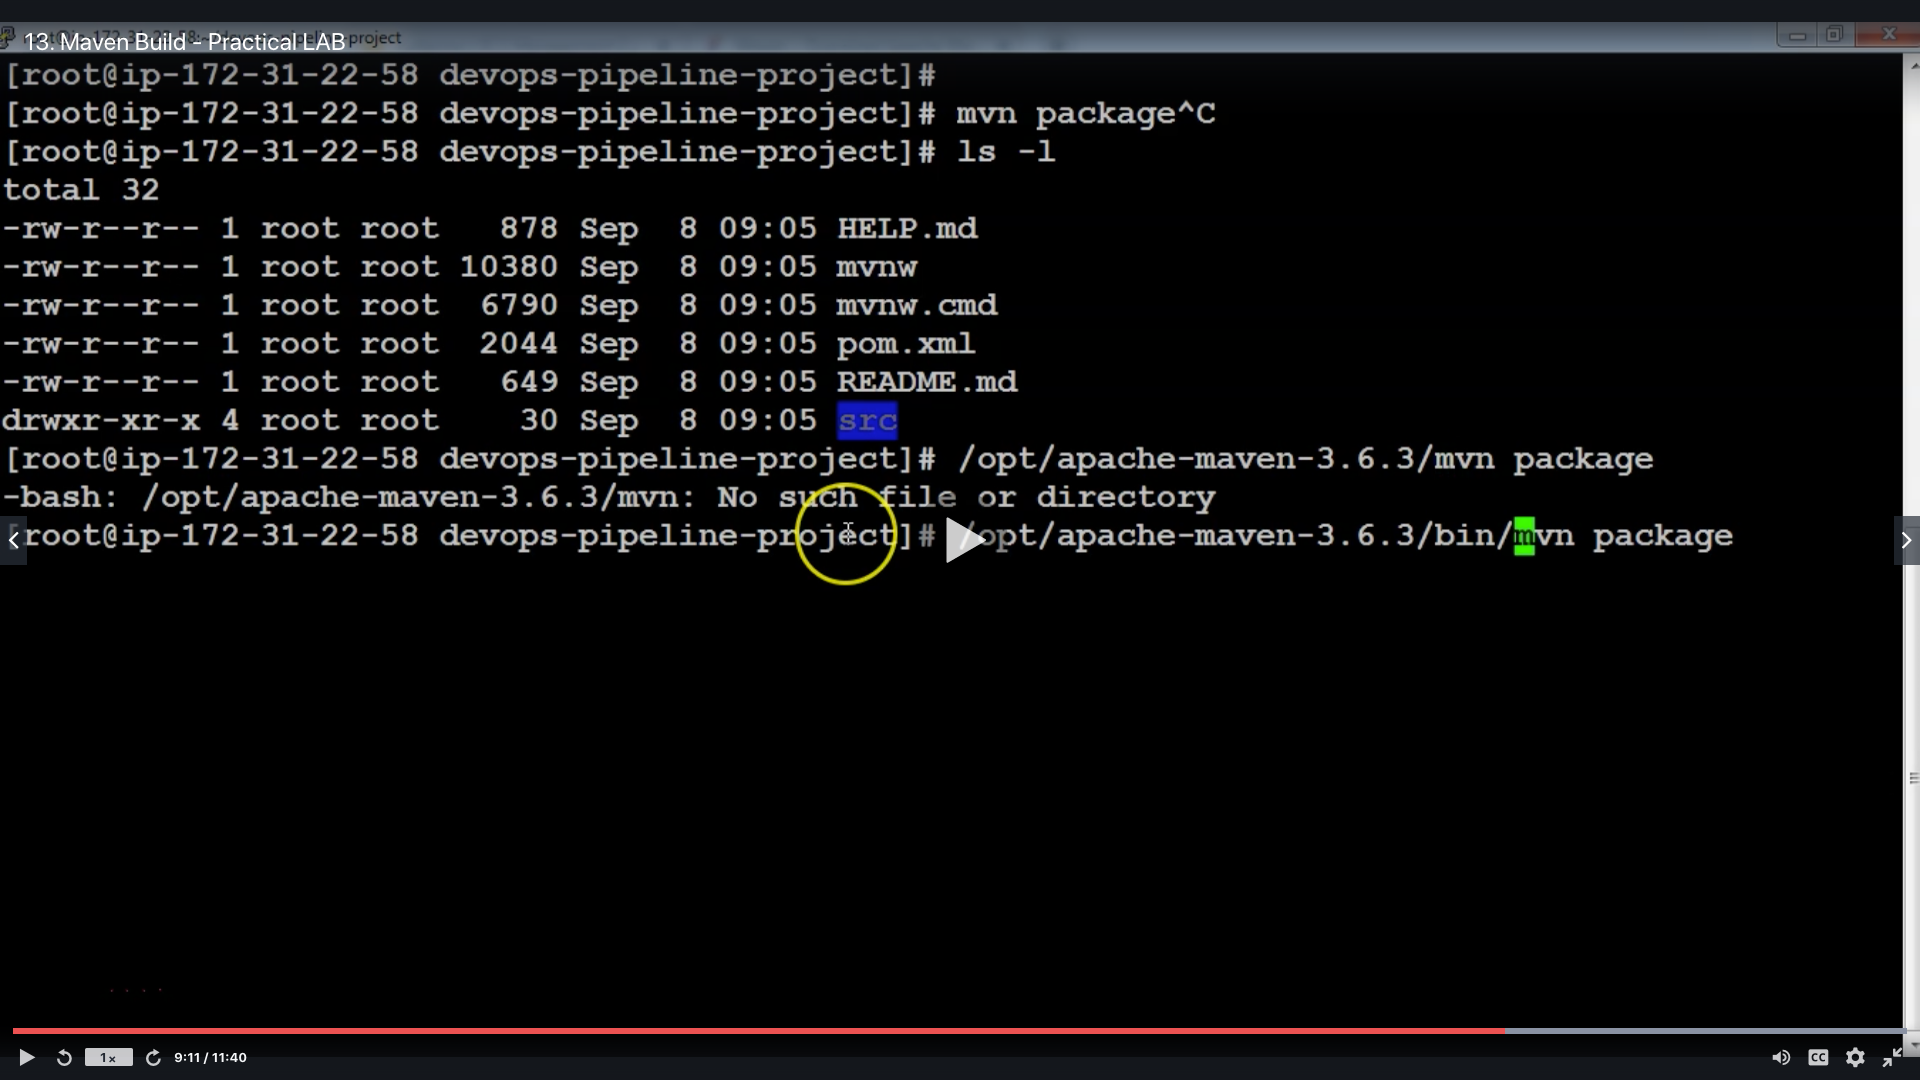 13. Maven Build - Practical LAB
[root@ip-172-31-22-58 devops-pipeline-project]#
[root@ip-172-31-22-58 devops-pipeline-project]# mvn package^C
[root@ip-172-31-22-58 devops-pipeline-project]# ls -l
total 32
-rw-r--r-- 1 root root   878 Sep  8 09:05 HELP.md
-rw-r--r-- 1 root root 10380 Sep  8 09:05 mvnw
-rw-r--r-- 1 root root  6790 Sep  8 09:05 mvnw.cmd
-rw-r--r-- 1 root root  2044 Sep  8 09:05 pom.xml
-rw-r--r-- 1 root root   649 Sep  8 09:05 README.md
drwxr-xr-x 4 root root    30 Sep  8 09:05 src
[root@ip-172-31-22-58 devops-pipeline-project]# /opt/apache-maven-3.6.3/mvn package
-bash: /opt/apache-maven-3.6.3/mvn: No such file or directory
[root@ip-172-31-22-58 devops-pipeline-project]# /opt/apache-maven-3.6.3/bin/mvn package
1x
9:11 / 11:40
CC